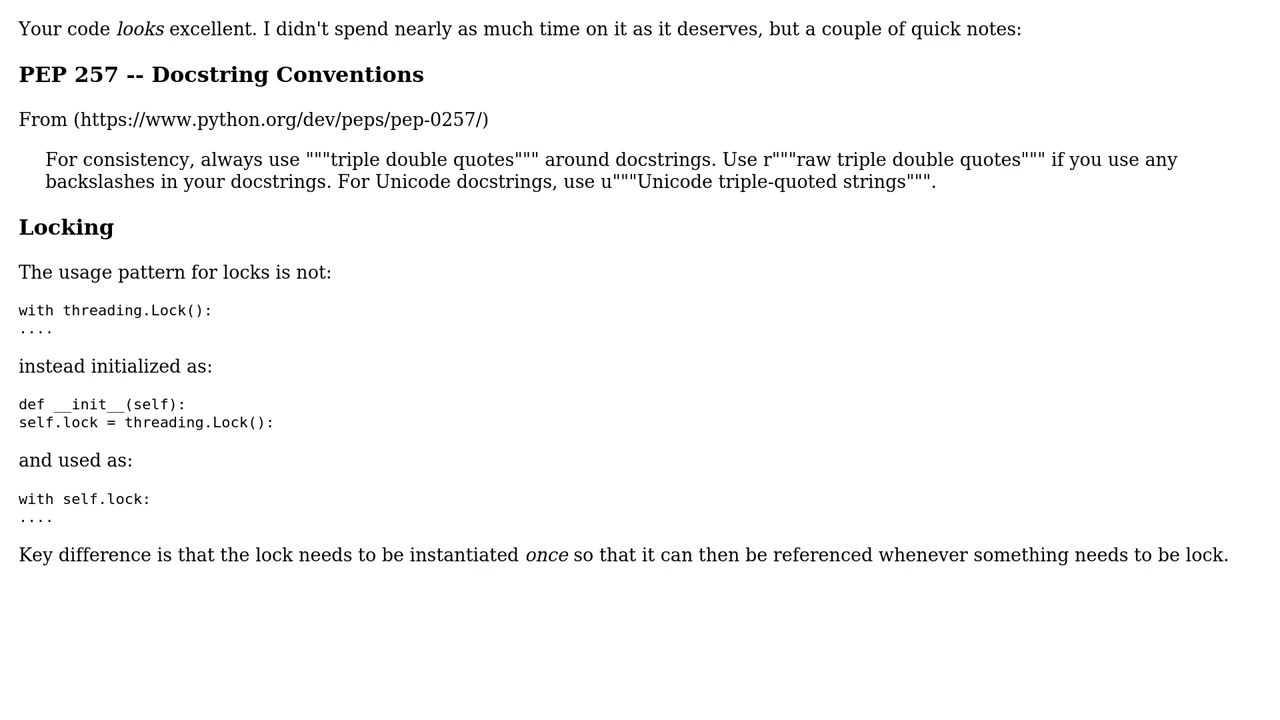 Your code looks excellent. I didn't spend nearly as much time on it as it deserves, but a couple of quick notes:
PEP 257 -- Docstring Conventions
From (https://www.python.org/dev/peps/pep-0257/)
For consistency, always use """triple double quotes""" around docstrings. Use r"""raw triple double quotes""" if you use any
backslashes in your docstrings. For Unicode docstrings, use u"""Unicode triple-quoted strings""".
Locking
The usage pattern for locks is not:
with threading.Lock():
....
instead initialized as:
def __init__(self):
self.lock = threading.Lock():
and used as:
with self.lock:
....
Key difference is that the lock needs to be instantiated once so that it can then be referenced whenever something needs to be lock.